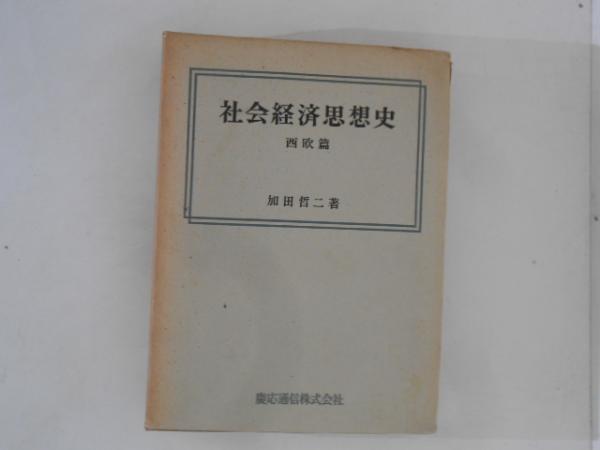 社会経済思想史
西欧篇
加田哲二著
慶応通信株式会社